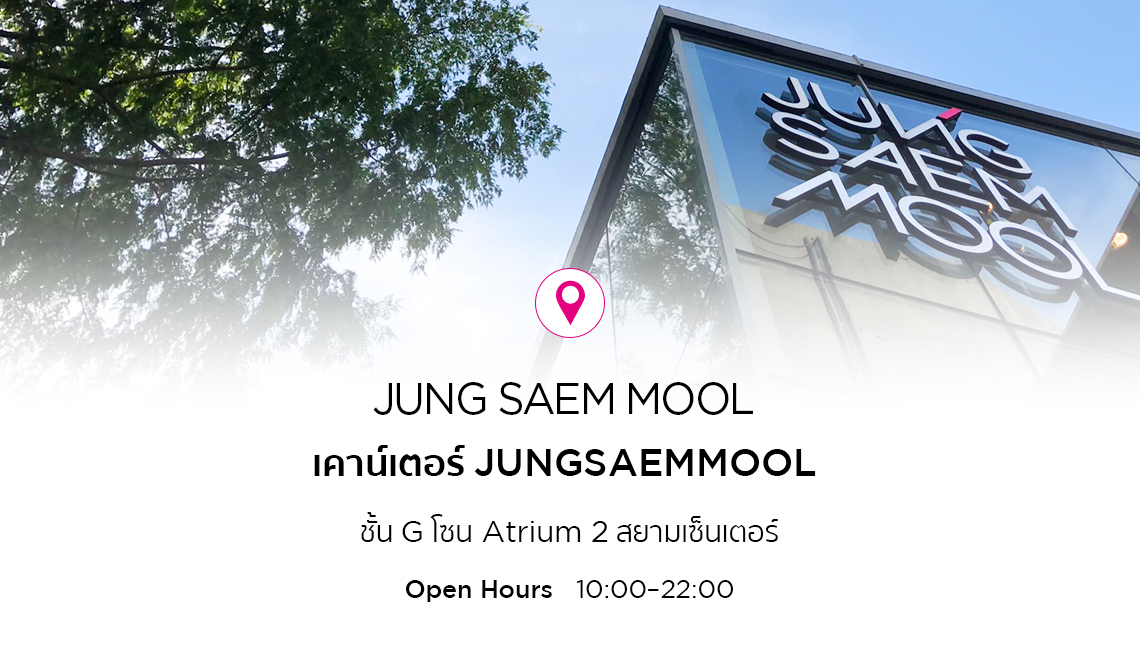 JUNG
SAEM
MOOL
JUNG SAEM MOOL
เคาน์เตอร์ JUNGSAEMMOOL
ชั้น G โซน Atrium 2 สยามเซ็นเตอร์
Open Hours 10:00–22:00